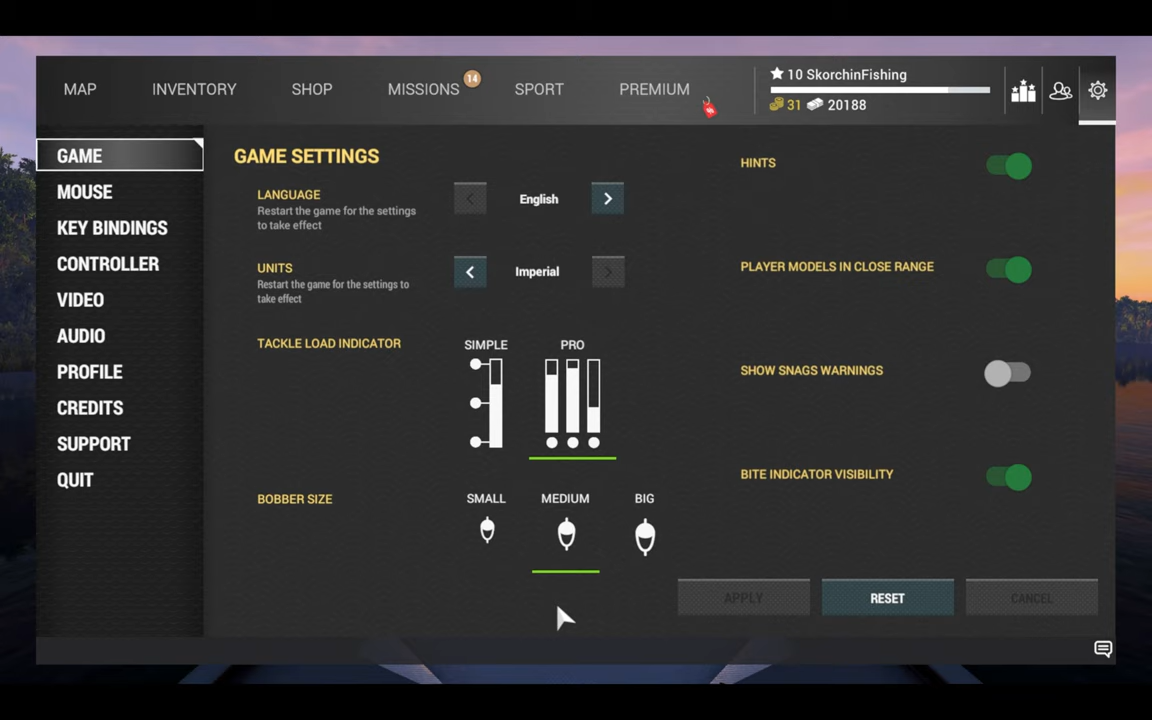 MAP
INVENTORY
SHOP
MISSIONS
14
SPORT
PREMIUM
10 SkorchinFishing
31 20188
GAME
MOUSE
KEY BINDINGS
CONTROLLER
VIDEO
AUDIO
PROFILE
CREDITS
SUPPORT
QUIT
GAME SETTINGS
LANGUAGE
Restart the game for the settings
to take effect
English
UNITS
Restart the game for the settings to
take effect
Imperial
TACKLE LOAD INDICATOR
SIMPLE
PRO
BOBBER SIZE
SMALL
MEDIUM
BIG
HINTS
PLAYER MODELS IN CLOSE RANGE
SHOW SNAGS WARNINGS
BITE INDICATOR VISIBILITY
APPLY
RESET
CANCEL